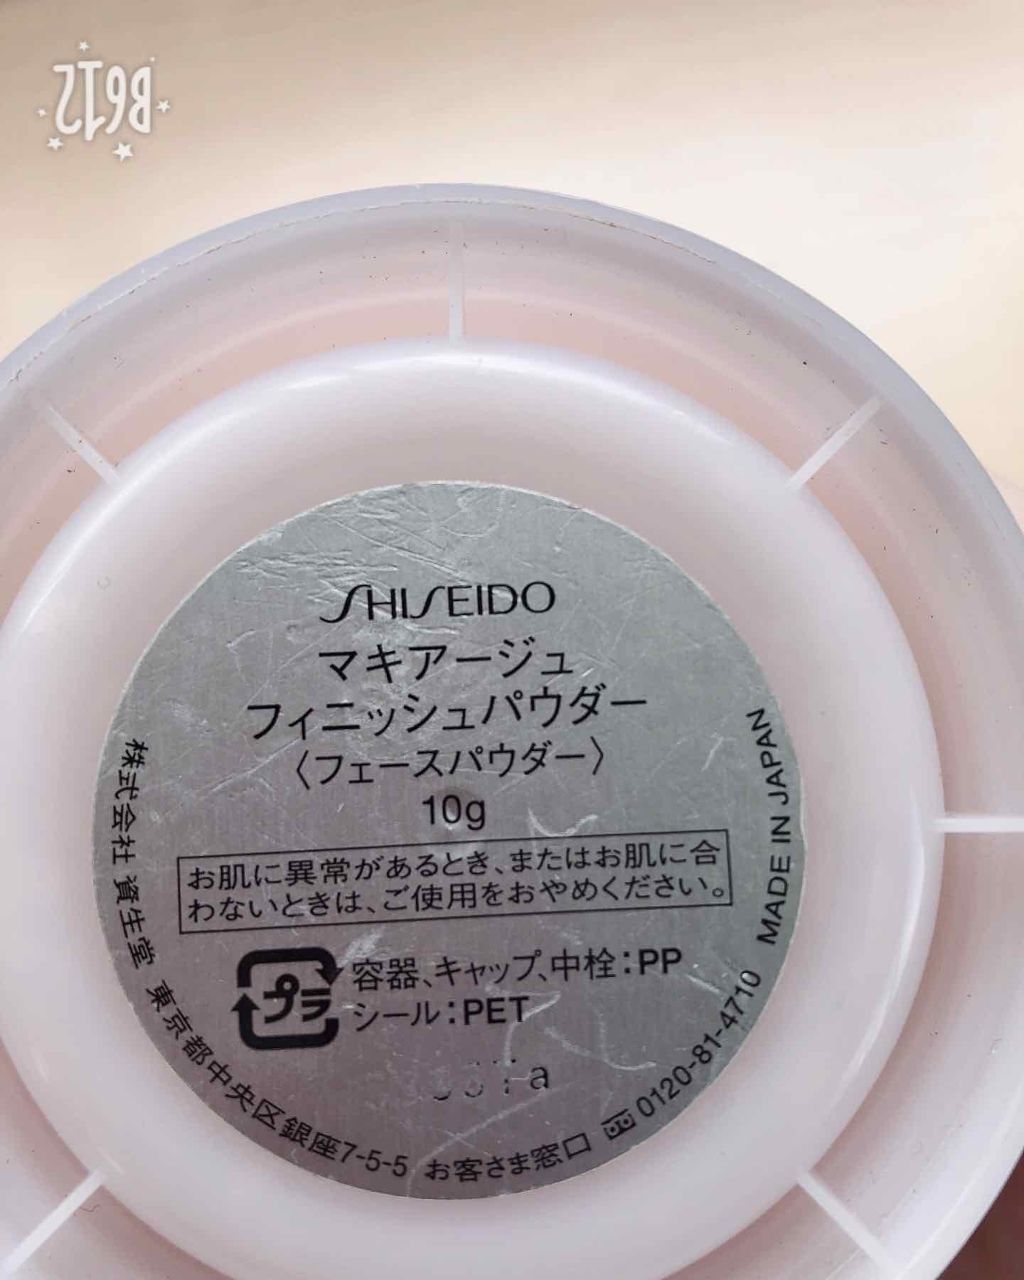 B612
SHISEIDO
マキアージュ
フィニッシュパウダー
〈フェースパウダー〉
10g
お肌に異常があるとき、またはお肌に合
わないときは、ご使用をおやめください。
プラ
容器、キャップ、中栓：PP
シール：PET
株式会社 資生堂 東京都中央区銀座7-5-5 お客さま窓口 0120-81-4710 MADE IN JAPAN